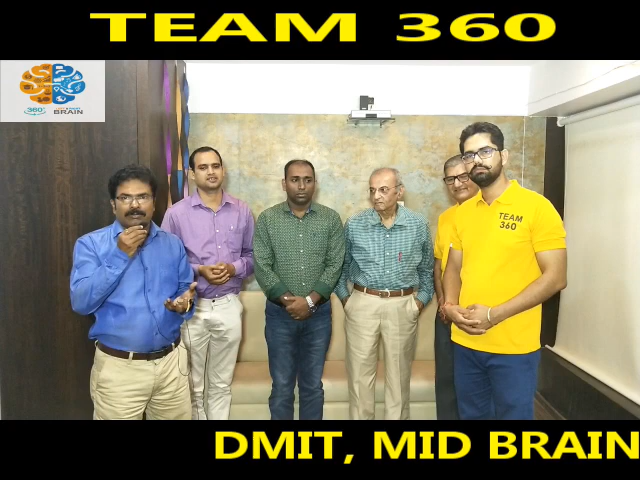 TEAM 360
360°
BRAIN
TEAM
360
DMIT, MID BRAIN